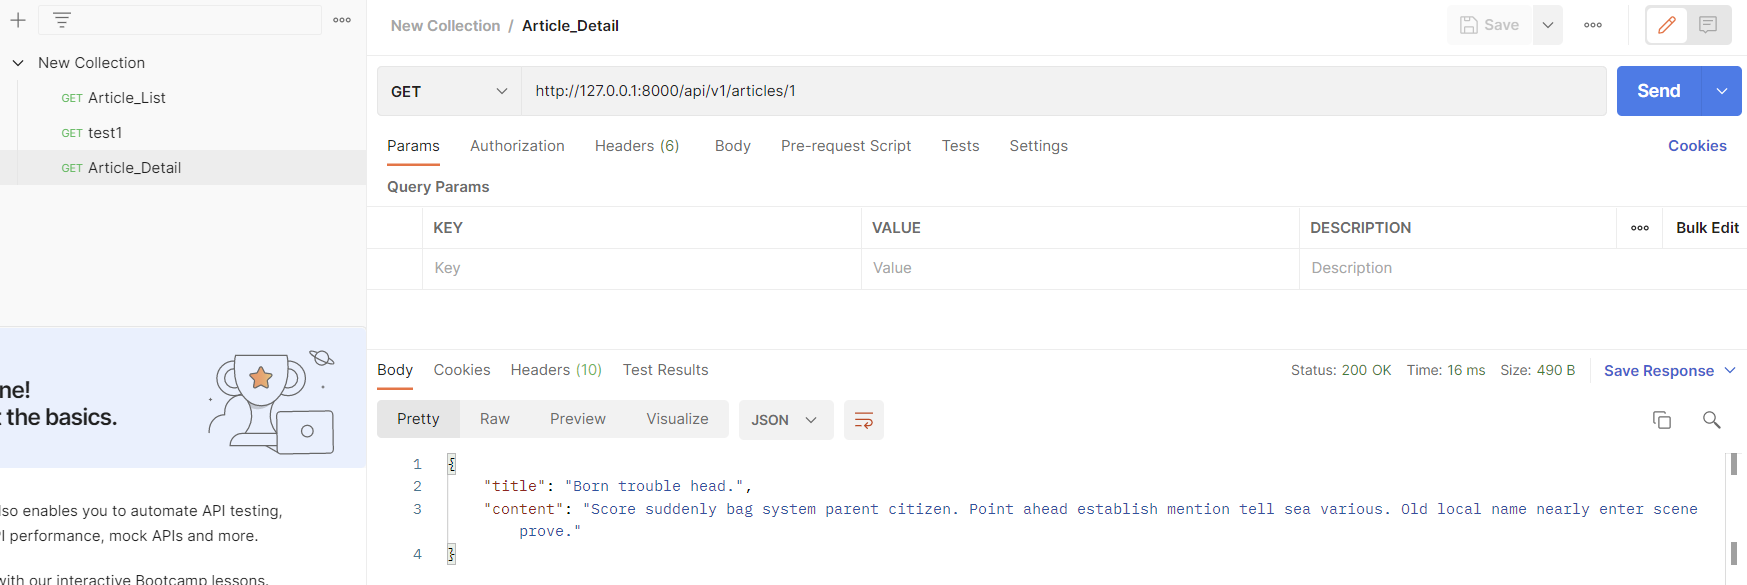 New Collection
GET Article_List
GET test1
GET Article_Detail
ne!
t the basics.
lso enables you to automate API testing,
PI performance, mock APIs and more.
with our interactive Bootcamp lessons.
New Collection / Article_Detail
Save
GET http://127.0.0.1:8000/api/v1/articles/1 Send
Params Authorization Headers (6) Body Pre-request Script Tests Settings Cookies
Query Params
KEY VALUE DESCRIPTION Bulk Edit
Key Value Description
Body Cookies Headers (10) Test Results Status: 200 OK Time: 16 ms Size: 490 B Save Response
Pretty Raw Preview Visualize JSON
1 {
2 "title": "Born trouble head.",
3 "content": "Score suddenly bag system parent citizen. Point ahead establish mention tell sea various. Old local name nearly enter scene
prove."
4 }